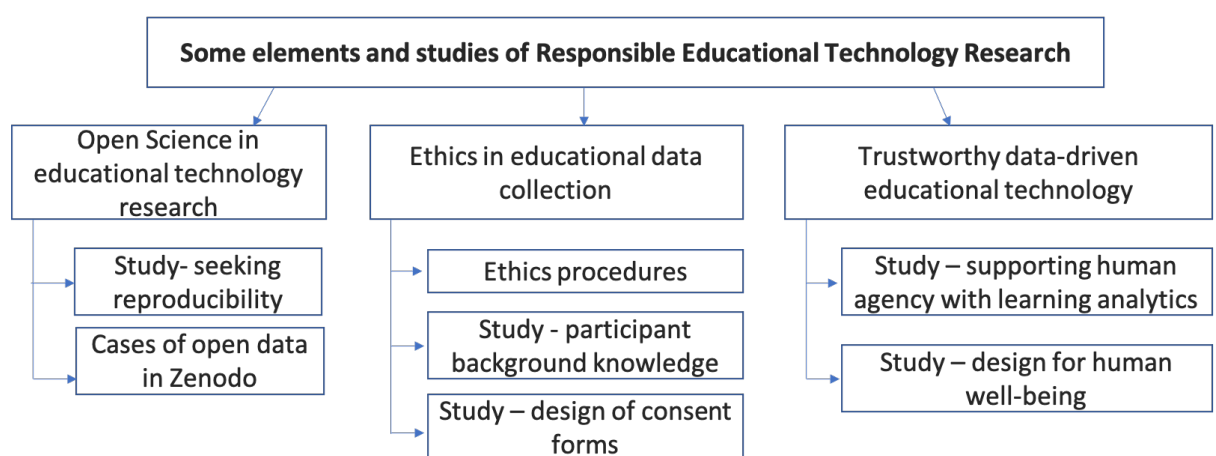 Some elements and studies of Responsible Educational Technology Research
Open Science in
educational technology
research
Study- seeking
reproducibility
Cases of open data
in Zenodo
Ethics in educational data
collection
Ethics procedures
Study - participant
background knowledge
Study – design of consent
forms
Trustworthy data-driven
educational technology
Study – supporting human
agency with learning analytics
Study – design for human
well-being